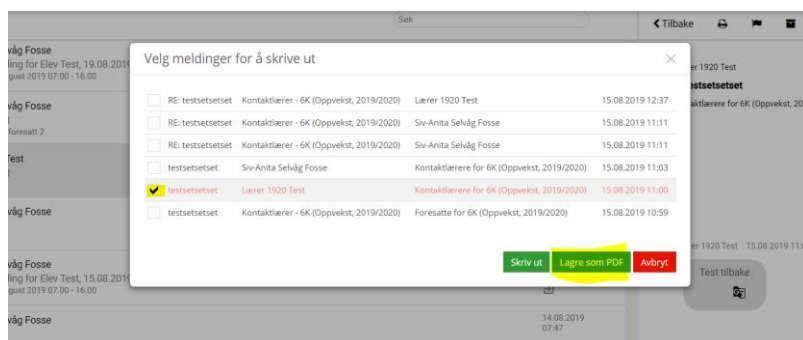 Søk
Tilbake
våg Fosse
ling for Elev Test, 19.08.2019
gust 2019 07.00 - 16.00
våg Fosse
foresatt 2
Test
våg Fosse
våg Fosse
ling for Elev Test, 15.08.2019
gust 2019 07.00 - 16.00
våg Fosse
14.08.2019
07:47
Velg meldinger for å skrive ut
RE: testsetsetset Kontaktlærer - 6K (Oppvekst, 2019/2020) Lærer 1920 Test 15.08.2019 12:37
RE: testsetsetset Kontaktlærer - 6K (Oppvekst, 2019/2020) Siv-Anita Selvåg Fosse 15.08.2019 11:11
RE: testsetsetset Kontaktlærer - 6K (Oppvekst, 2019/2020) Siv-Anita Selvåg Fosse 15.08.2019 11:11
testsetsetset Siv-Anita Selvåg Fosse Kontaktlærere for 6K (Oppvekst, 2019/2020) 15.08.2019 11:03
testsetsetset Lærer 1920 Test Kontaktlærere for 6K (Oppvekst, 2019/2020) 15.08.2019 11:00
testsetsetset Kontaktlærer - 6K (Oppvekst, 2019/2020) Foresatte for 6K (Oppvekst, 2019/2020) 15.08.2019 10:59
Skriv ut Lagre som PDF Avbryt
er 1920 Test
estsetsetset
aktlærere for 6K (Oppvekst, 20
er 1920 Test 15.08.2019 11:
Test tilbake